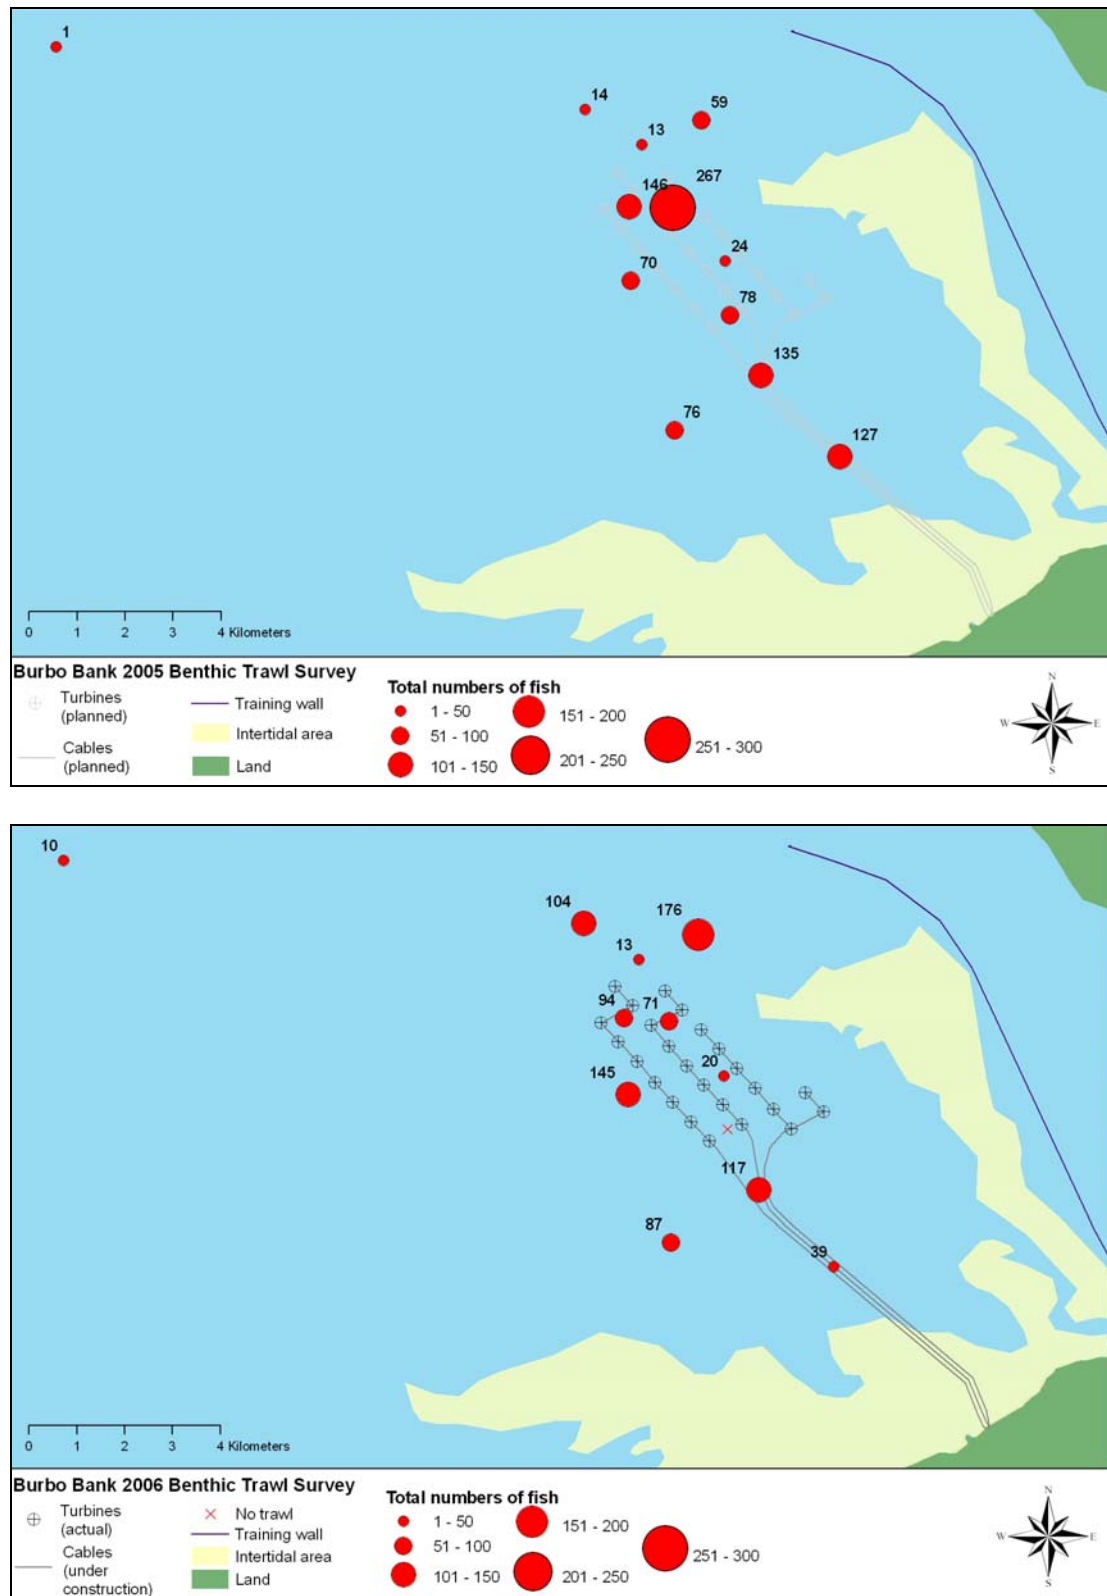 1
14
59
13
267
146
24
70
78
135
76
127
0 1 2 3 4 Kilometers
Burbo Bank 2005 Benthic Trawl Survey
Turbines
(planned)
Cables
(planned)
Training wall
Intertidal area
Land
Total numbers of fish
1 - 50
51 - 100
101 - 150
151 - 200
201 - 250
251 - 300
N
W E
S
10
104
176
13
94 71
20
145
117
87
39
0 1 2 3 4 Kilometers
Burbo Bank 2006 Benthic Trawl Survey
Turbines
(actual)
Cables
(under
construction)
No trawl
Training wall
Intertidal area
Land
Total numbers of fish
1 - 50
51 - 100
101 - 150
151 - 200
201 - 250
251 - 300
N
W E
S